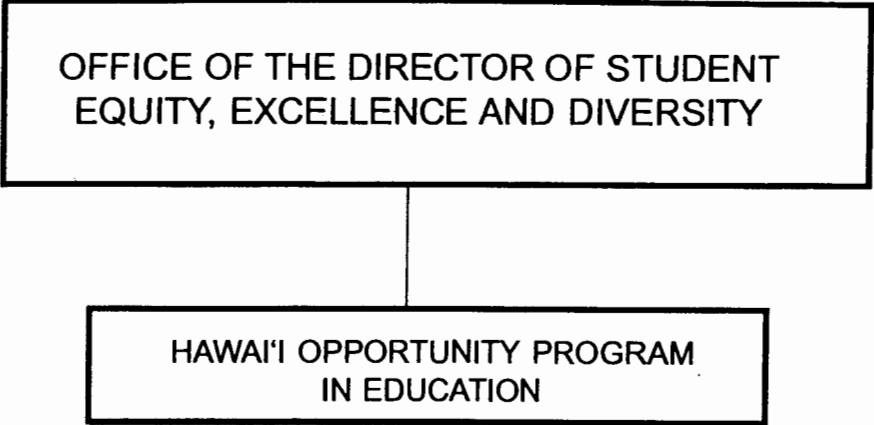 OFFICE OF THE DIRECTOR OF STUDENT
EQUITY, EXCELLENCE AND DIVERSITY
HAWAI‘I OPPORTUNITY PROGRAM
IN EDUCATION